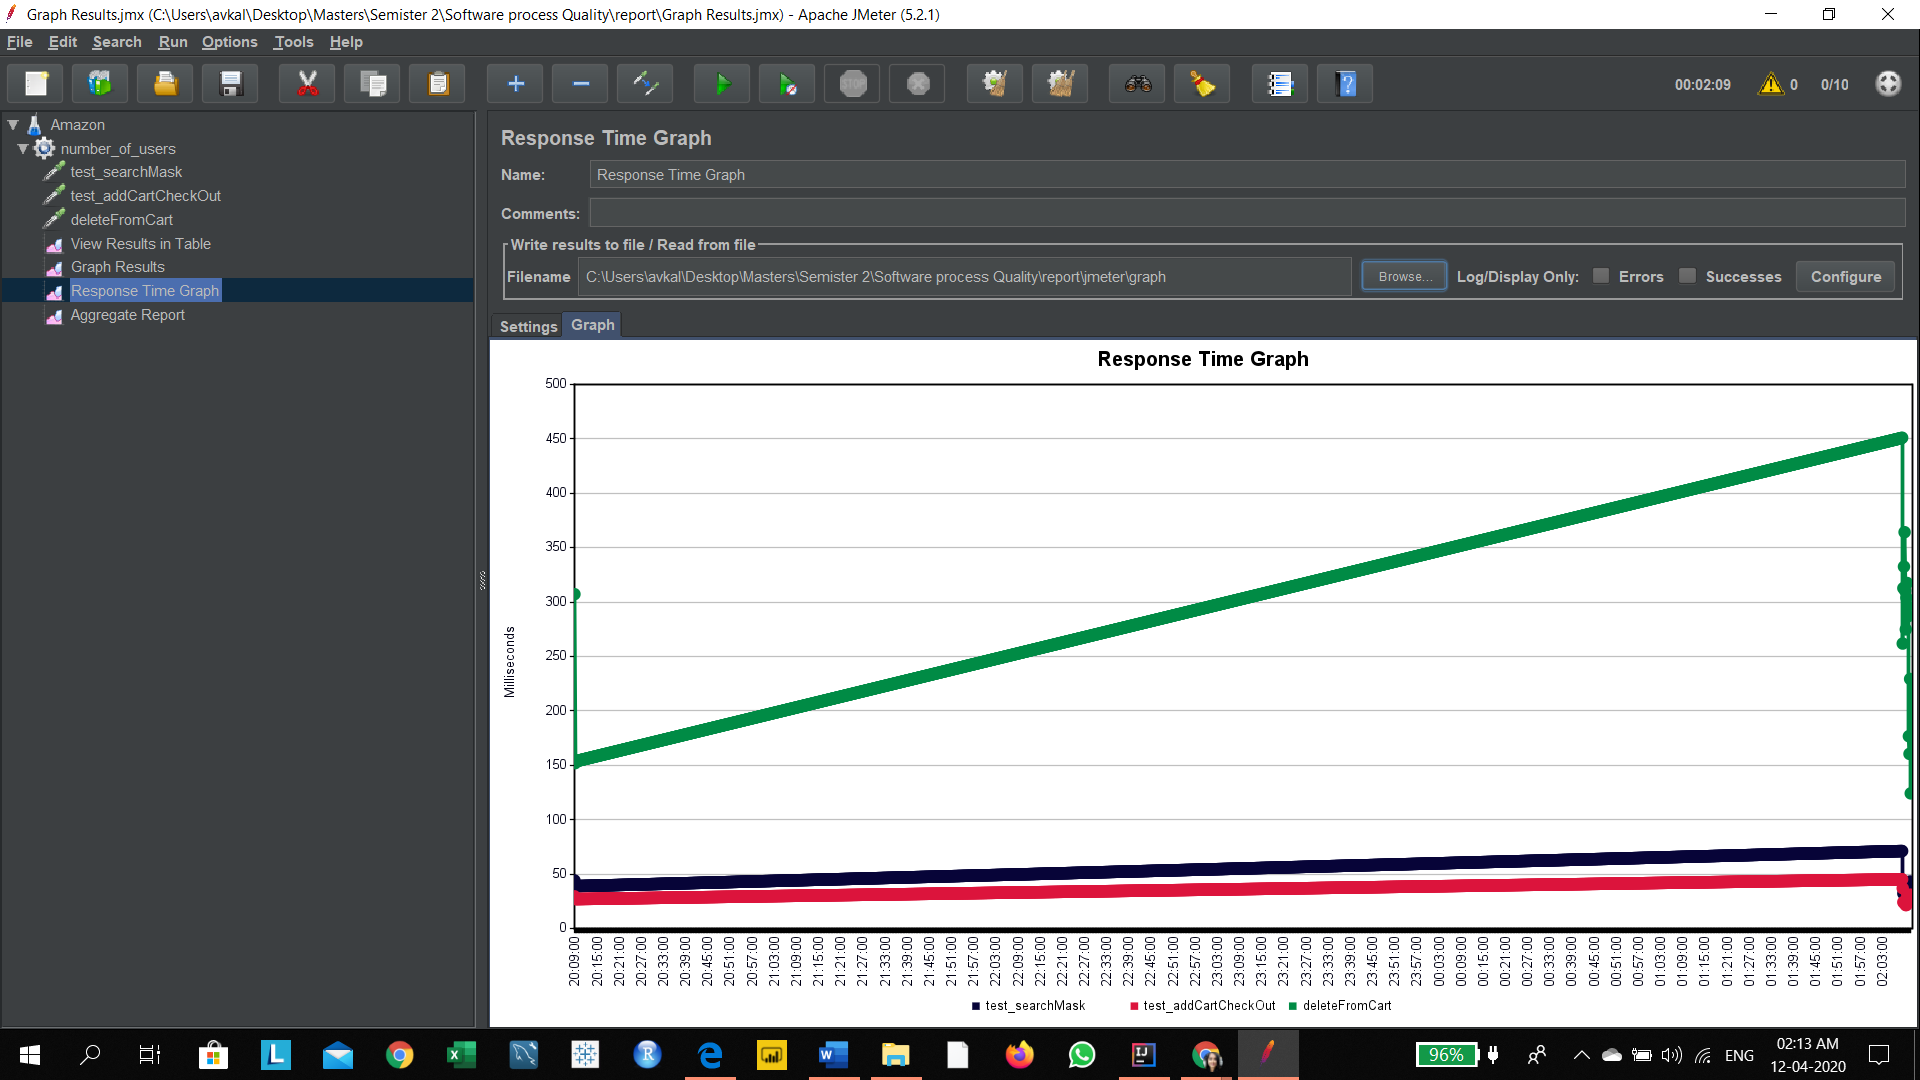 Graph Results.jmx (C:\Users\avkal\Desktop\Masters\Semister 2\Software process Quality\report\Graph Results.jmx) - Apache JMeter (5.2.1)
File Edit Search Run Options Tools Help
STOP
00:02:09 0 0/10
Amazon
number_of_users
test_searchMask
test_addCartCheckOut
deleteFromCart
View Results in Table
Graph Results
Response Time Graph
Aggregate Report
Response Time Graph
Name: Response Time Graph
Comments:
Write results to file / Read from file
Filename C:\Users\avkal\Desktop\Masters\Semister 2\Software process Quality\report\jmeter\graph Browse... Log/Display Only: Errors Successes Configure
Settings Graph
Response Time Graph
500
450
400
350
300
250
200
150
100
50
0
Milliseconds
20:09:00 20:15:00 20:21:00 20:27:00 20:33:00 20:39:00 20:45:00 20:51:00 20:57:00 21:03:00 21:09:00 21:15:00 21:21:00 21:27:00 21:33:00 21:39:00 21:45:00 21:51:00 21:57:00 22:03:00 22:09:00 22:15:00 22:21:00 22:27:00 22:33:00 22:39:00 22:45:00 22:51:00 22:57:00 23:03:00 23:09:00 23:15:00 23:21:00 23:27:00 23:33:00 23:39:00 23:45:00 23:51:00 23:57:00 00:03:00 00:09:00 00:15:00 00:21:00 00:27:00 00:33:00 00:39:00 00:45:00 00:51:00 00:57:00 01:03:00 01:09:00 01:15:00 01:21:00 01:27:00 01:33:00 01:39:00 01:45:00 01:51:00 01:57:00 02:03:00
test_searchMask test_addCartCheckOut deleteFromCart
96% ENG 02:13 AM
12-04-2020